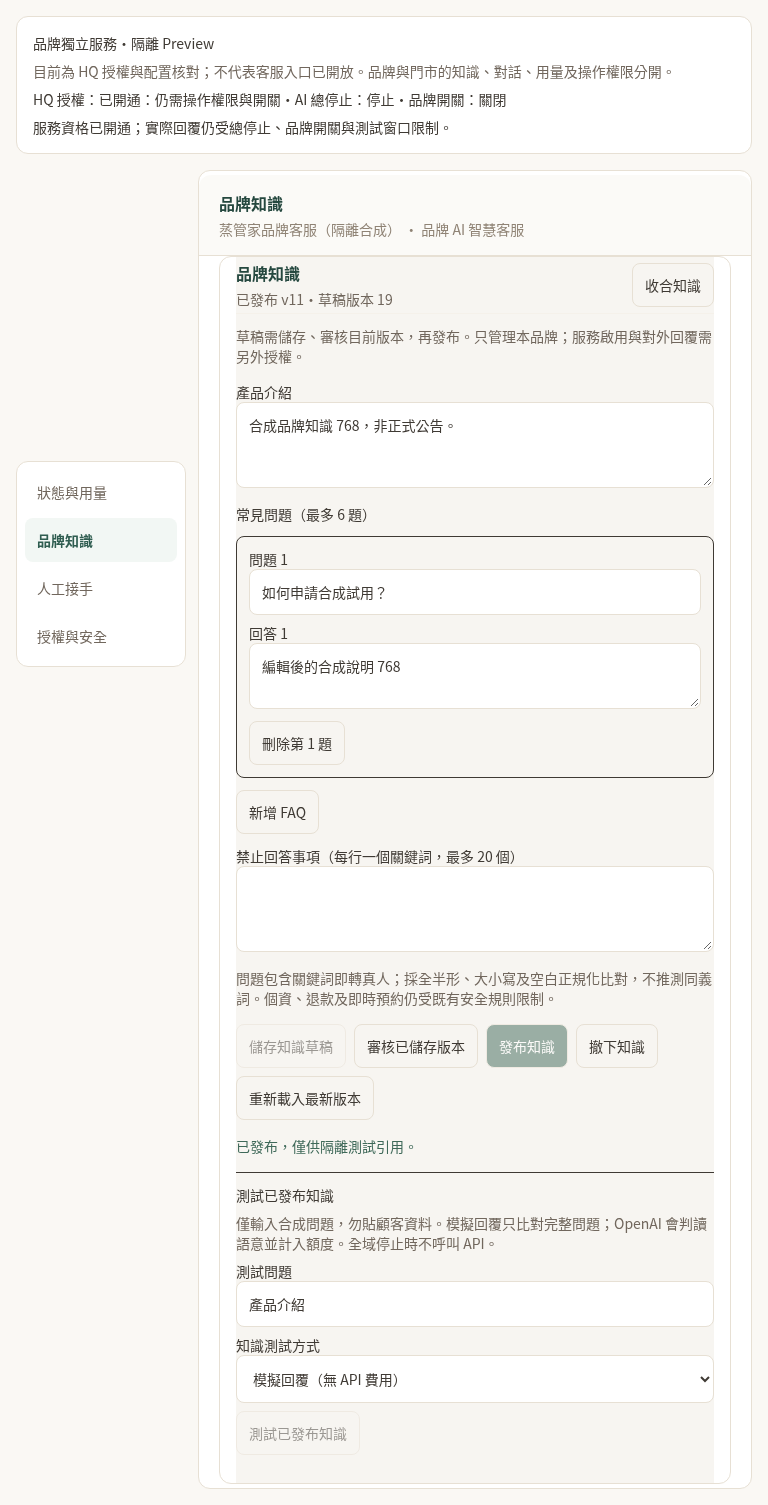 品牌獨立服務・隔離 Preview
目前為 HQ 授權與配置核對；不代表客服入口已開放。品牌與門市的知識、對話、用量及操作權限分開。
HQ 授權：已開通：仍需操作權限與開關・AI 總停止：停止・品牌開關：關閉
服務資格已開通；實際回覆仍受總停止、品牌開關與測試窗口限制。
狀態與用量
品牌知識
人工接手
授權與安全
品牌知識
蒸管家品牌客服（隔離合成） ・ 品牌 AI 智慧客服
品牌知識
已發布 v11・草稿版本 19
收合知識
草稿需儲存、審核目前版本，再發布。只管理本品牌；服務啟用與對外回覆需
另外授權。
產品介紹
合成品牌知識 768，非正式公告。
常見問題（最多 6 題）
問題 1
如何申請合成試用？
回答 1
編輯後的合成說明 768
刪除第 1 題
新增 FAQ
禁止回答事項（每行一個關鍵詞，最多 20 個）
問題包含關鍵詞即轉真人；採全半形、大小寫及空白正規化比對，不推測同義
詞。個資、退款及即時預約仍受既有安全規則限制。
儲存知識草稿 審核已儲存版本 發布知識 撤下知識
重新載入最新版本
已發布，僅供隔離測試引用。
測試已發布知識
僅輸入合成問題，勿貼顧客資料。模擬回覆只比對完整問題；OpenAI 會判讀
語意並計入額度。全域停止時不呼叫 API。
測試問題
產品介紹
知識測試方式
模擬回覆（無 API 費用）
測試已發布知識